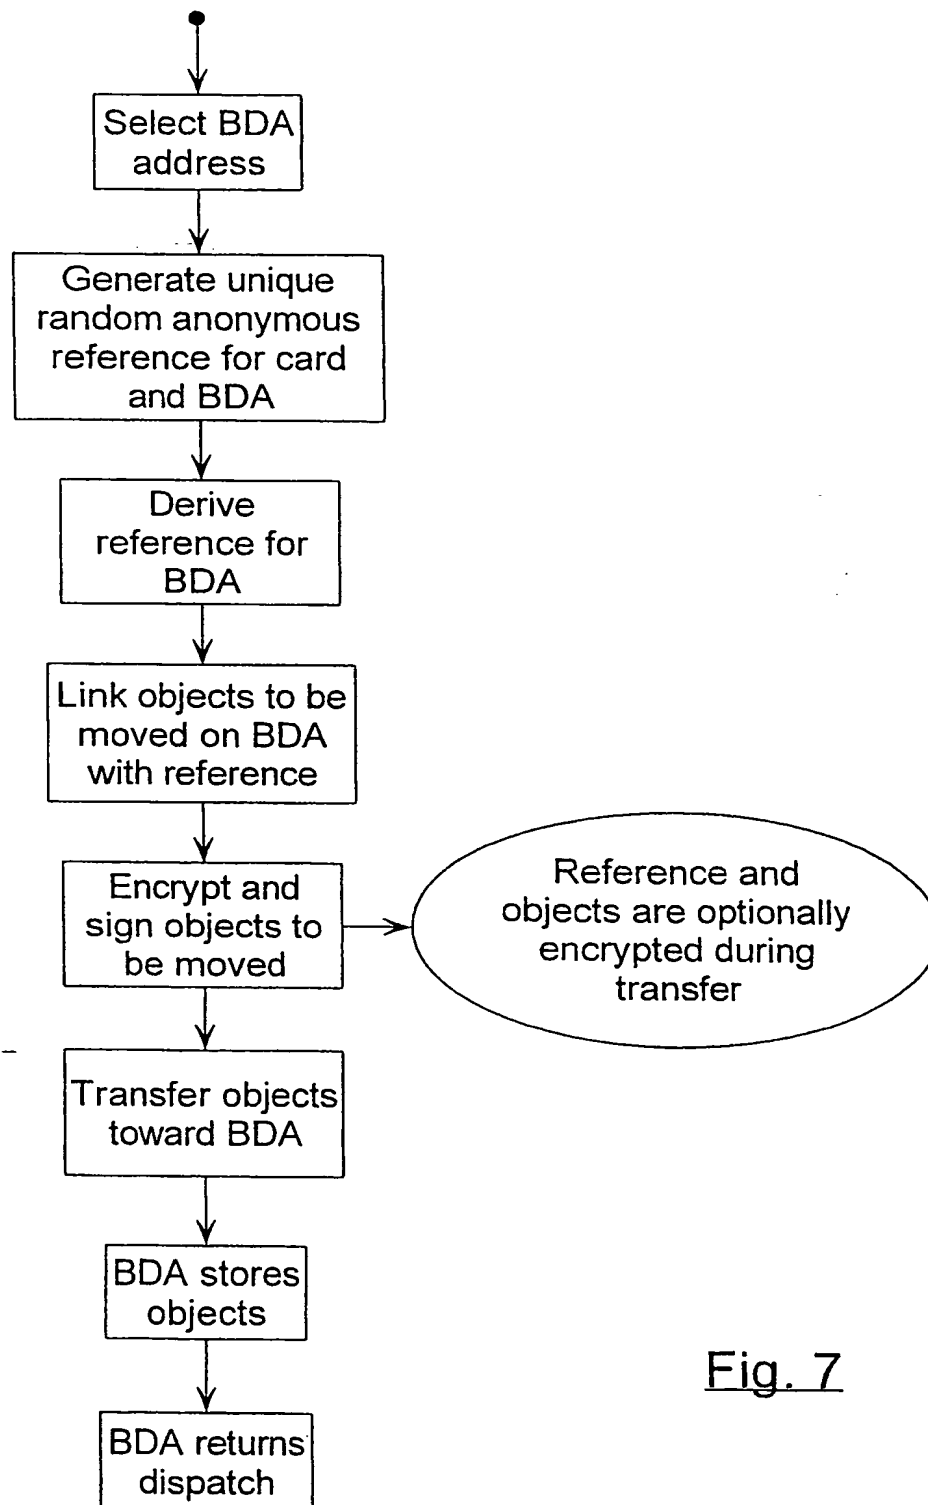 Select BDA
address
Generate unique
random anonymous
reference for card
and BDA
Derive
reference for
BDA
Link objects to be
moved on BDA
with reference
Encrypt and
sign objects to
be moved
Reference and
objects are optionally
encrypted during
transfer
Transfer objects
toward BDA
BDA stores
objects
BDA returns
dispatch
Fig. 7